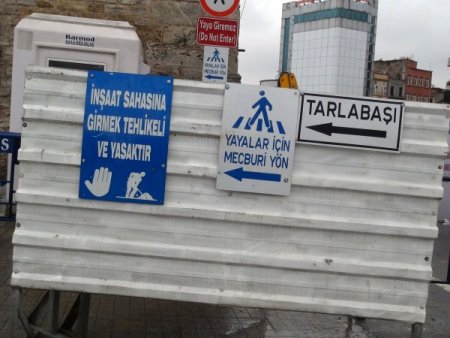 Karmod
Yaya Giremez
(Do Not Enter)
YAYALAR İÇİN
MECBURİ YÖN
İNŞAAT SAHASINA
GİRMEK TEHLİKELİ
VE YASAKTIR
YAYALAR İÇİN
MECBURİ YÖN
TARLABAŞI